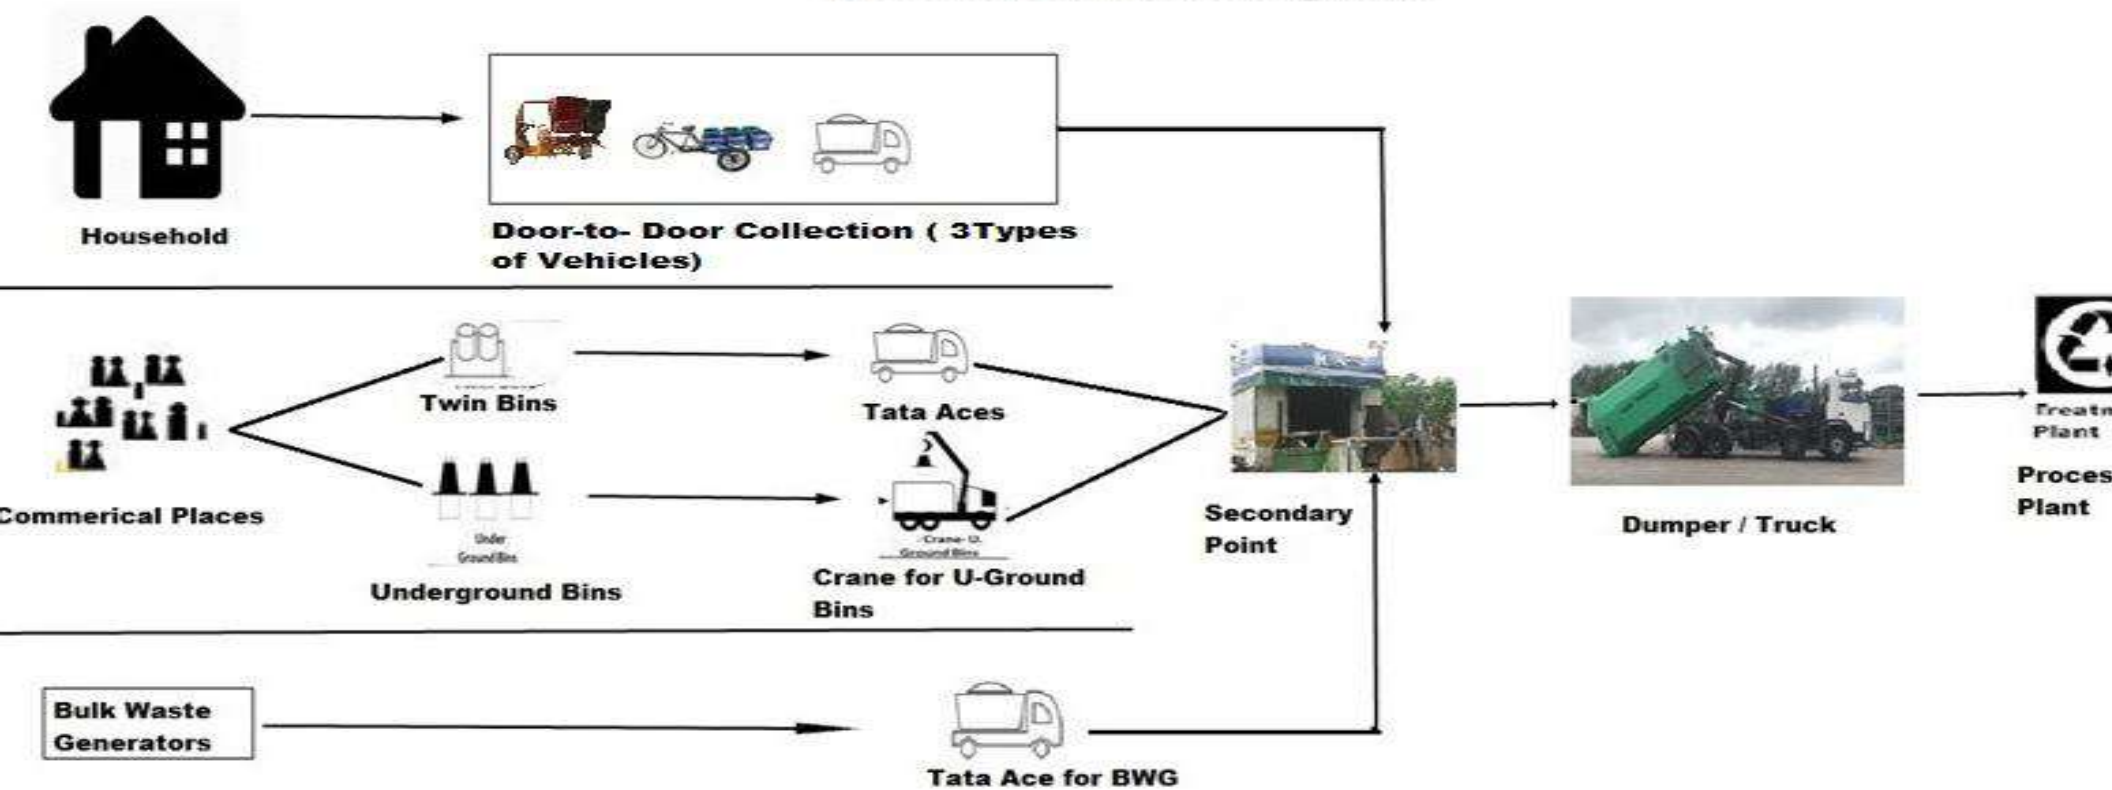 Household
Door-to- Door Collection ( 3Types
of Vehicles)
Twin Bins
Tata Aces
Commerical Places
Under
Ground Bins
Underground Bins
Crane- U.
Ground Bins
Crane for U-Ground
Bins
Secondary
Point
Dumper / Truck
Treatm
Plant
Proces
Plant
Bulk Waste
Generators
Tata Ace for BWG